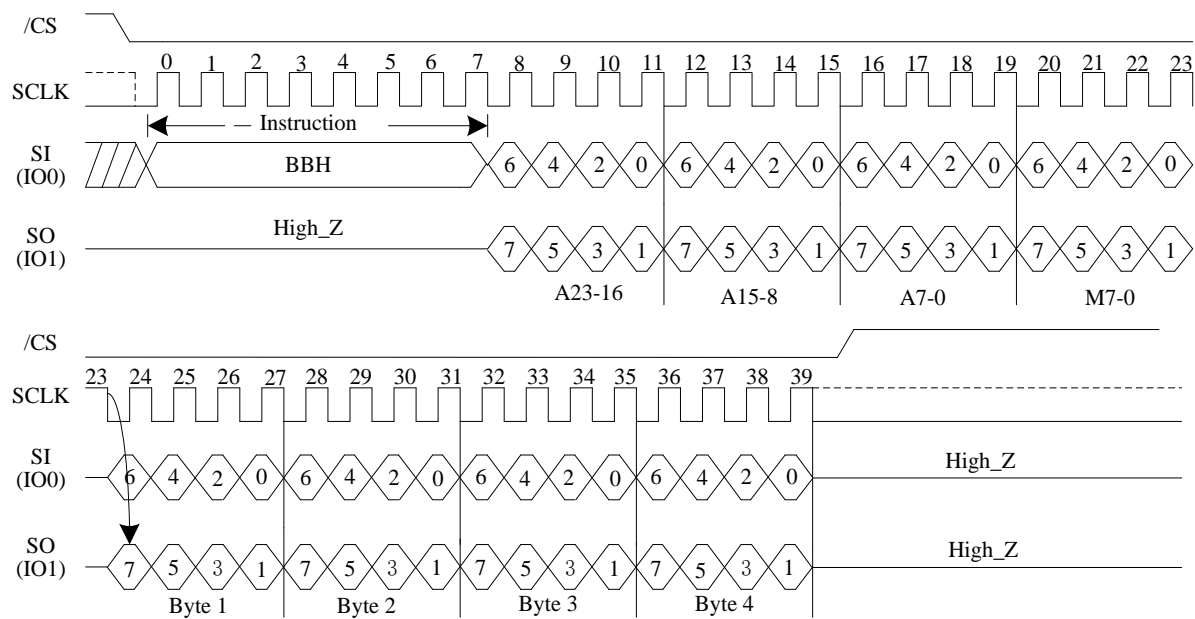 /CS
0 1 2 3 4 5 6 7 8 9 10 11 12 13 14 15 16 17 18 19 20 21 22 23
SCLK
Instruction
SI
(IO0)
BBH
6 4 2 0 6 4 2 0 6 4 2 0 6 4 2 0
High_Z
SO
(IO1)
7 5 3 1 7 5 3 1 7 5 3 1 7 5 3 1
A23-16 A15-8 A7-0 M7-0
/CS
23 24 25 26 27 28 29 30 31 32 33 34 35 36 37 38 39
SCLK
SI
(IO0)
6 4 2 0 6 4 2 0 6 4 2 0 6 4 2 0
High_Z
SO
(IO1)
7 5 3 1 7 5 3 1 7 5 3 1 7 5 3 1
High_Z
Byte 1 Byte 2 Byte 3 Byte 4